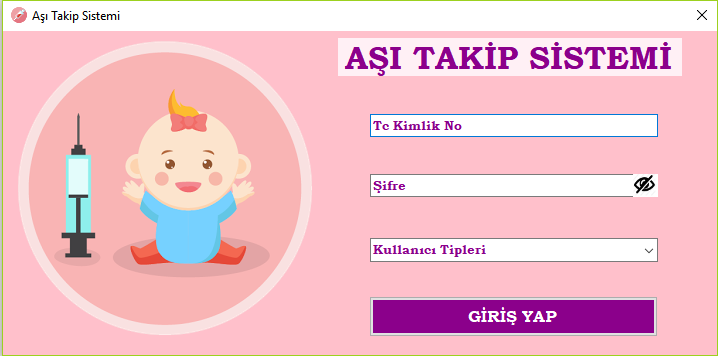 Aşı Takip Sistemi
AŞI TAKİP SİSTEMİ
Tc Kimlik No
Şifre
Kullanıcı Tipleri
GİRİŞ YAP